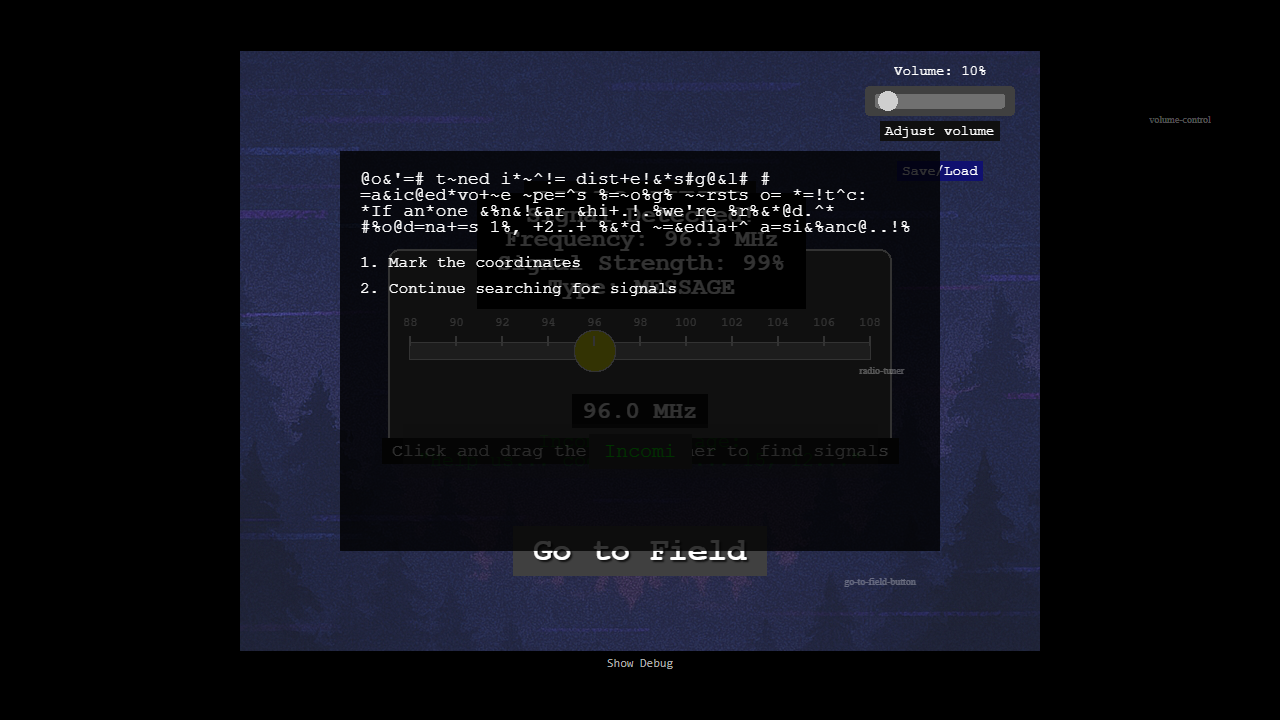 Volume: 10%
Adjust volume
volume-control
Save/Load
@o&'=# t~ned i*~^!= dist+e!&*s#g@&l# #
=a&ic@ed*vo+~e ~pe=^s %=~o%g% ~~rsts o= *=!t^c:
*If an*one &%n&!&ar &hi+.!.%we're %r%&*@d.^*
#%o@d=na+=s 1%, +2..+ %&*d ~=&edia+^ a=si&%anc@..!%
Signal Detected!
Frequency: 96.3 MHz
Signal Strength: 99%
Type: MESSAGE
1. Mark the coordinates
2. Continue searching for signals
88 90 92 94 96 98 100 102 104 106 108
radio-tuner
96.0 MHz
Click and drag the
Incomi
er to find signals
Go to Field
go-to-field-button
Show Debug